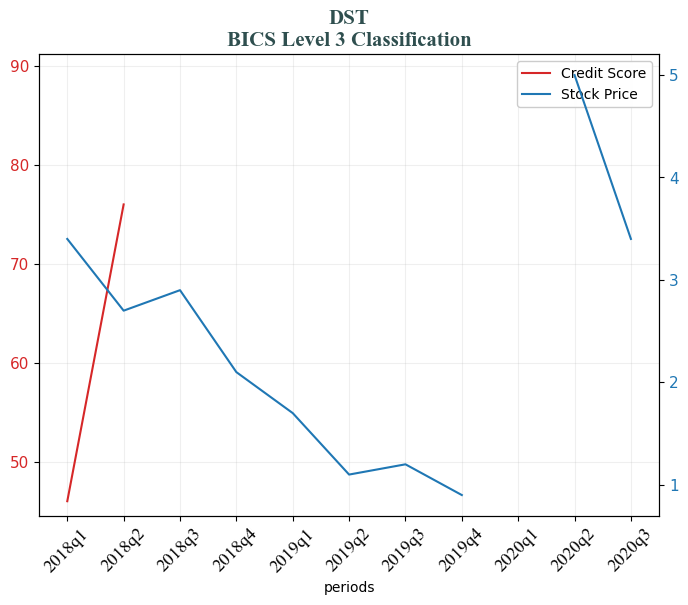 DST
BICS Level 3 Classification
90
80
70
60
50
Credit Score
Stock Price
5
4
3
2
1
2018q1
2018q2
2018q3
2018q4
2019q1
2019q2
2019q3
2019q4
2020q1
2020q2
2020q3
periods